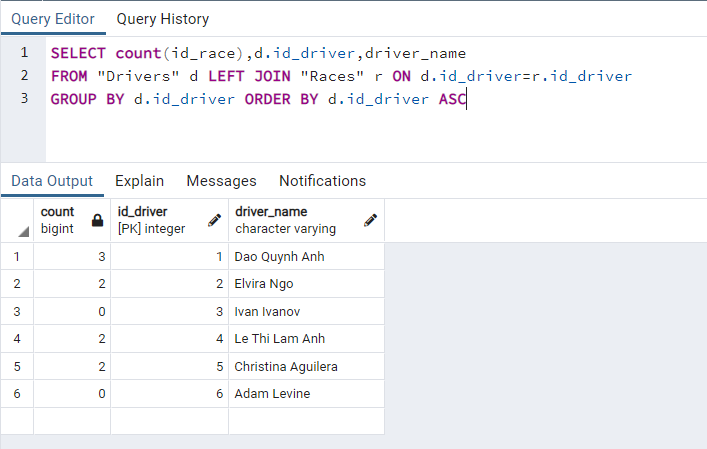 Query Editor Query History
1 SELECT count(id_race),d.id_driver,driver_name
2 FROM "Drivers" d LEFT JOIN "Races" r ON d.id_driver=r.id_driver
3 GROUP BY d.id_driver ORDER BY d.id_driver ASC
Data Output Explain Messages Notifications
count id_driver driver_name
bigint [PK] integer character varying
1 3 1 Dao Quynh Anh
2 2 2 Elvira Ngo
3 0 3 Ivan Ivanov
4 2 4 Le Thi Lam Anh
5 2 5 Christina Aguilera
6 0 6 Adam Levine